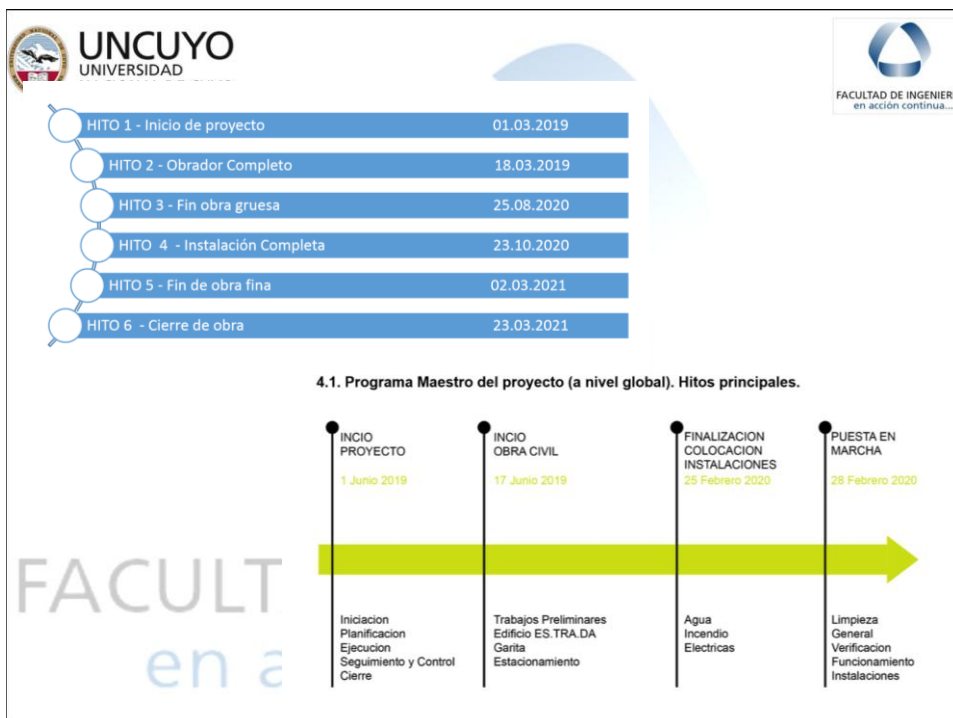 UNCUYO
UNIVERSIDAD
FACULTAD DE INGENIER
en acción continua...
HITO 1 - Inicio de proyecto 01.03.2019
HITO 2 - Obrador Completo 18.03.2019
HITO 3 - Fin obra gruesa 25.08.2020
HITO 4 - Instalación Completa 23.10.2020
HITO 5 - Fin de obra fina 02.03.2021
HITO 6 - Cierre de obra 23.03.2021
4.1. Programa Maestro del proyecto (a nivel global). Hitos principales.
INCIO
PROYECTO
1 Junio 2019
INCIO
OBRA CIVIL
17 Junio 2019
FINALIZACION
COLOCACION
INSTALACIONES
25 Febrero 2020
PUESTA EN
MARCHA
28 Febrero 2020
FACULT
en a
Iniciacion
Planificacion
Ejecucion
Seguimiento y Control
Cierre
Trabajos Preliminares
Edificio ES.TRA.DA
Garita
Estacionamiento
Agua
Incendio
Electricas
Limpieza
General
Verificacion
Funcionamiento
Instalaciones